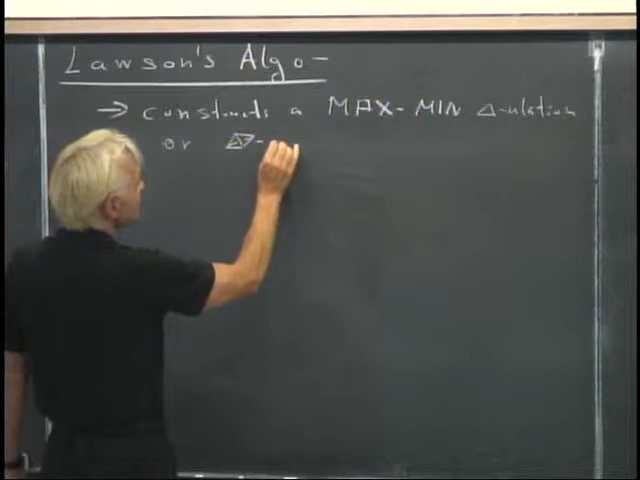 Lawson's Algo-
→ constructs a MAX-MIN Δ-ulation
or